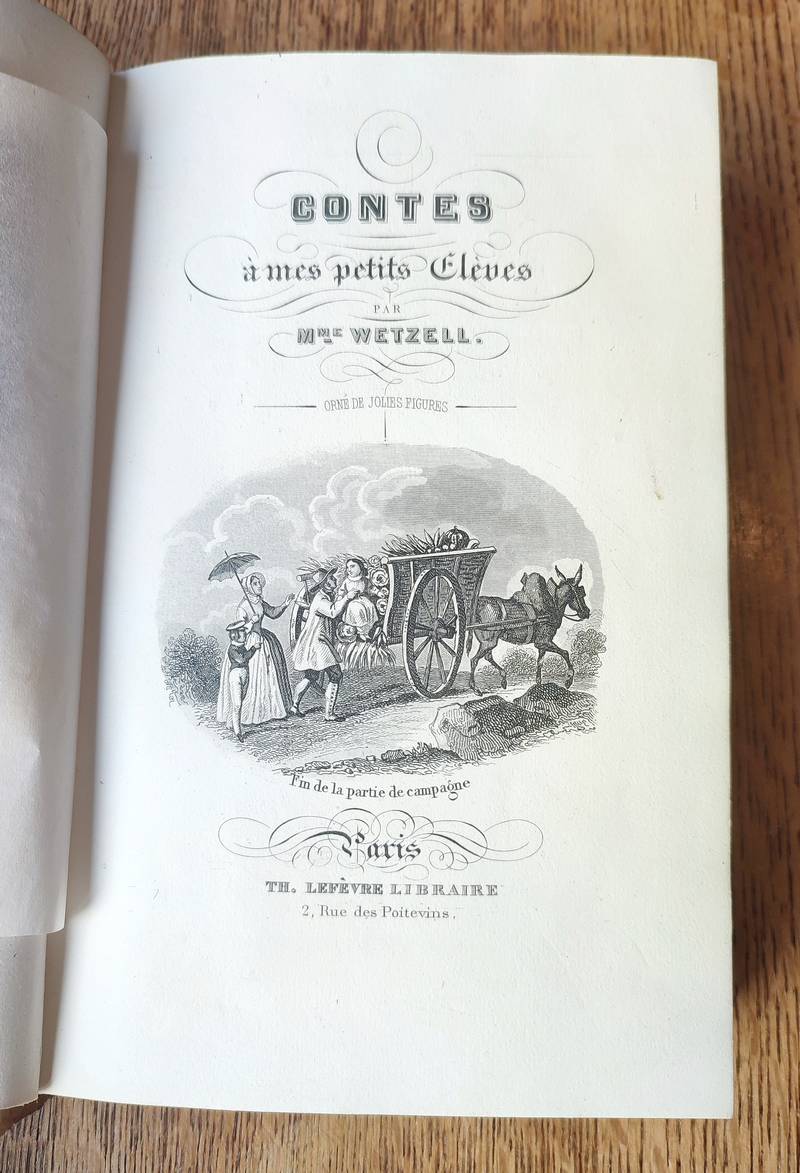 CONTES
à mes petits Elèves
PAR
MME WETZELL.
ORNÉ DE JOLIES FIGURES
Fin de la partie de campagne
Paris
TH. LEFÈVRE LIBRAIRE
2, Rue des Poitevins.